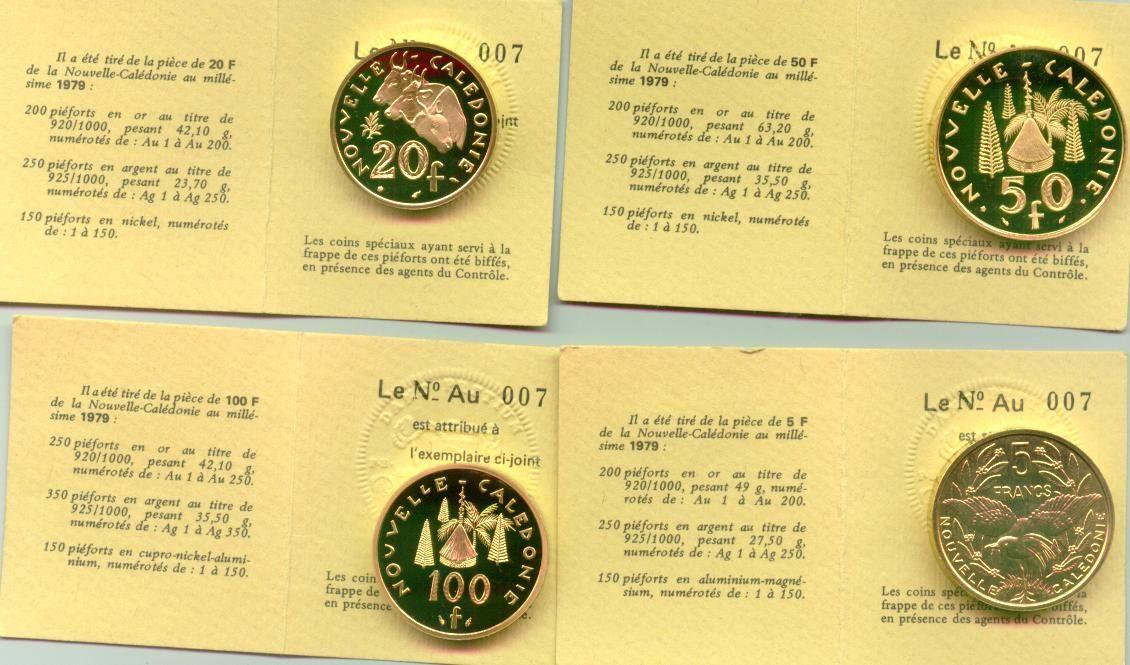 Il a été tiré de la pièce de 20 F
de la Nouvelle-Calédonie au millé-
sime 1979 :
200 piéforts en or au titre de
920/1000, pesant 42,10 g,
numérotés de : Au 1 à Au 200.
250 piéforts en argent au titre de
925/1000, pesant 23,70 g,
numérotés de : Ag 1 à Ag 250.
150 piéforts en nickel, numérotés
de : 1 à 150.
Le Nº 007
NOUVELLE - CALEDONIE
20 f
Les coins spéciaux ayant servi à la
frappe de ces piéforts ont été biffés,
en présence des agents du Contrôle.
Il a été tiré de la pièce de 50 F
de la Nouvelle-Calédonie au millé-
sime 1979 :
200 piéforts en or au titre de
920/1000, pesant 63,20 g,
numérotés de : Au 1 à Au 200.
250 piéforts en argent au titre de
925/1000, pesant 35,50 g,
numérotés de : Ag 1 à Ag 250.
150 piéforts en nickel, numérotés
de : 1 à 150.
Le Nº Au 07
NOUVELLE - CALEDONIE
50
f
Les coins spéciaux ayant servi à la
frappe de ces piéforts ont été biffés,
en présence des agents du Contrôle.
Il a été tiré de la pièce de 100 F
de la Nouvelle-Calédonie au millé-
sime 1979 :
250 piéforts en or au titre de
920/1000, pesant 42,10 g,
numérotés de : Au 1 à Au 250.
350 piéforts en argent au titre de
925/1000, pesant 35,50 g,
numérotés de : Ag 1 à Ag 350.
150 piéforts en cupro-nickel-alumi-
nium, numérotés de : 1 à 150.
Le Nº Au 007
est attribué à
l'exemplaire ci-joint
NOUVELLE - CALEDONIE
100
f
Les coin
frappe de
en présence
Il a été tiré de la pièce de 5 F
de la Nouvelle-Calédonie au millé-
sime 1979 :
200 piéforts en or au titre de
920/1000, pesant 49 g, numé-
rotés de : Au 1 à Au 200.
250 piéforts en argent au titre de
925/1000, pesant 27,50 g,
numérotés de : Ag 1 à Ag 250.
150 piéforts en aluminium-magné-
sium, numérotés de : 1 à 150.
Le Nº Au 007
est
5
FRANCS
NOUVELLE CALEDONIE
Les coins spéc servi à la
frappe de ces piéfor biffés,
en présence des agents du Contrôle.